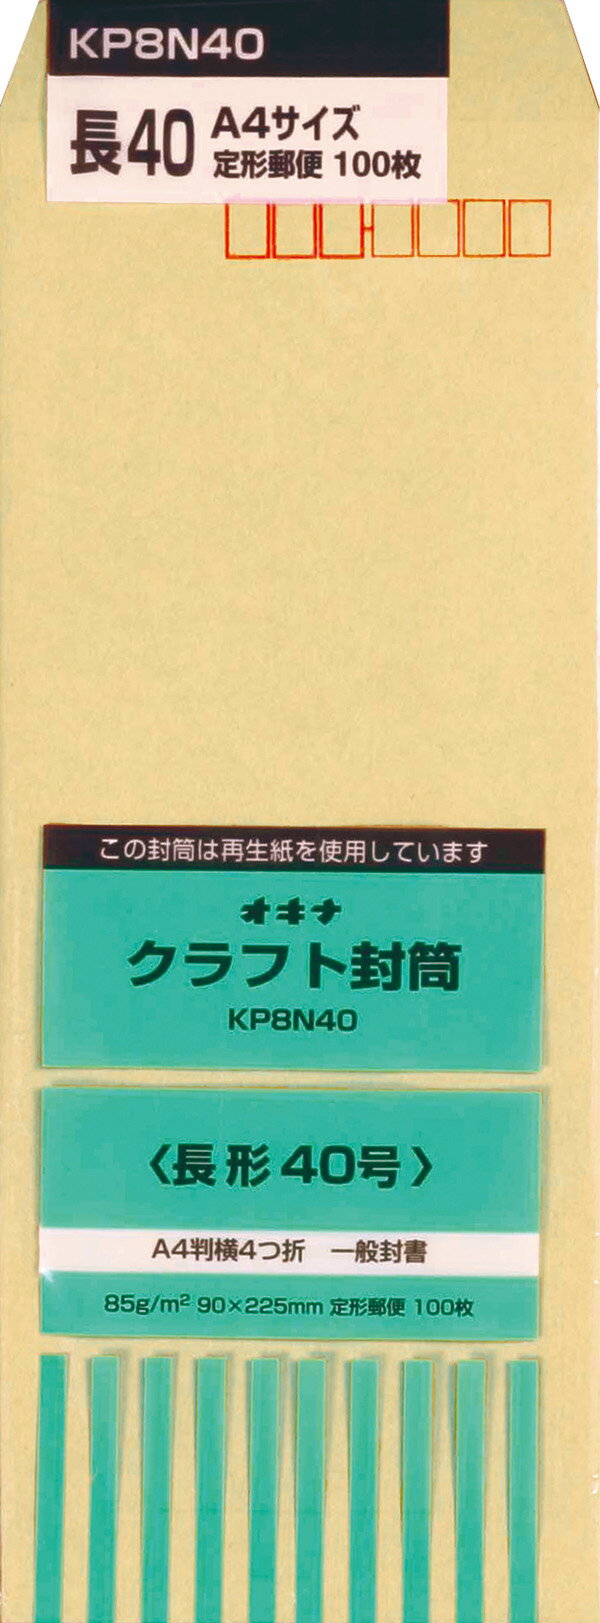 KP8N40
長40 A4サイズ
定形郵便 100枚
この封筒は再生紙を使用しています
オキナ
クラフト封筒
KP8N40
〈長形40号〉
A4判横4つ折　一般封書
85g/m² 90×225mm 定形郵便 100枚